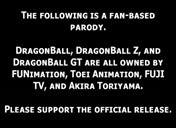 The following is a fan-based
parody.
DragonBall, DragonBall Z, and
DragonBall GT are all owned by
FUNimation, Toei Animation, FUJI
TV, and Akira Toriyama.
Please support the official release.